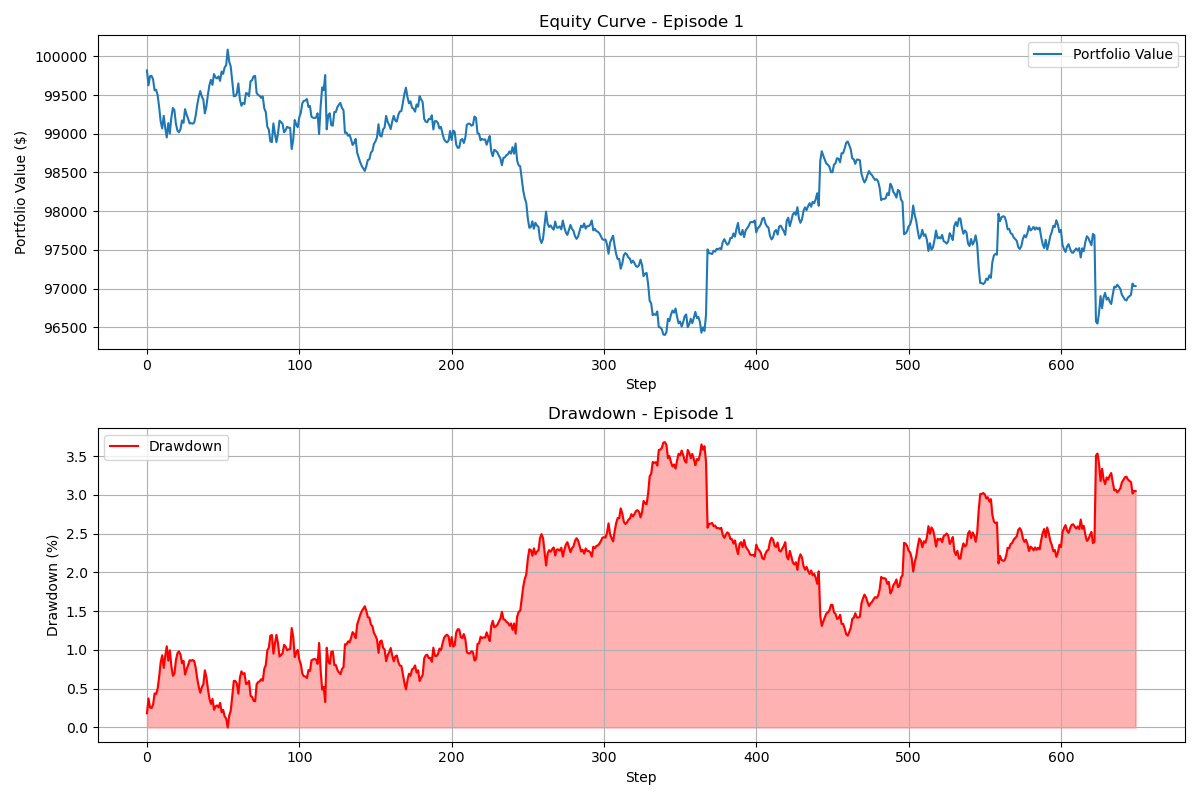 Equity Curve - Episode 1
Portfolio Value ($)
100000
99500
99000
98500
98000
97500
97000
96500
Portfolio Value
0 100 200 300 400 500 600
Step
Drawdown - Episode 1
Drawdown (%)
3.5
3.0
2.5
2.0
1.5
1.0
0.5
0.0
Drawdown
0 100 200 300 400 500 600
Step